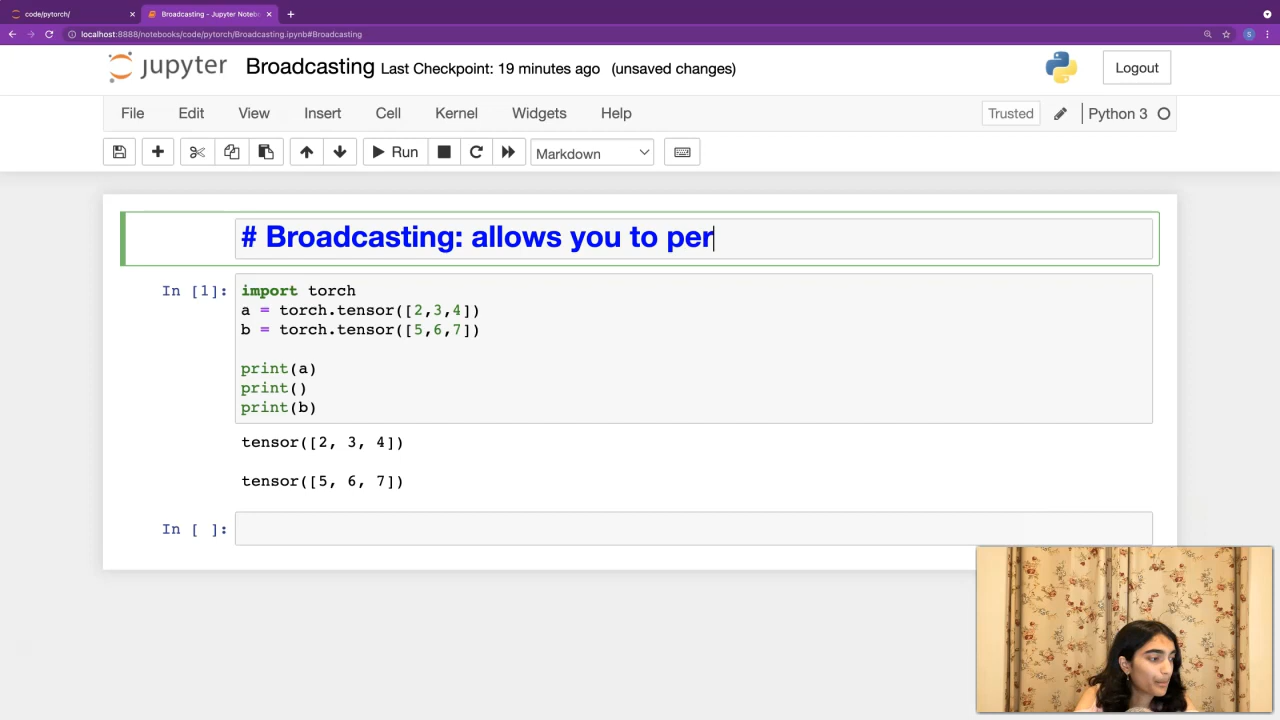 code/pytorch/
Broadcasting - Jupyter Noteb
localhost:8888/notebooks/code/pytorch/Broadcasting.ipynb#Broadcasting
S
jupyter Broadcasting Last Checkpoint: 19 minutes ago (unsaved changes)
Logout
File Edit View Insert Cell Kernel Widgets Help
Trusted Python 3
Run Markdown
# Broadcasting: allows you to per
In [1]:
import torch
a = torch.tensor([2,3,4])
b = torch.tensor([5,6,7])
print(a)
print()
print(b)
tensor([2, 3, 4])
tensor([5, 6, 7])
In [ ]: